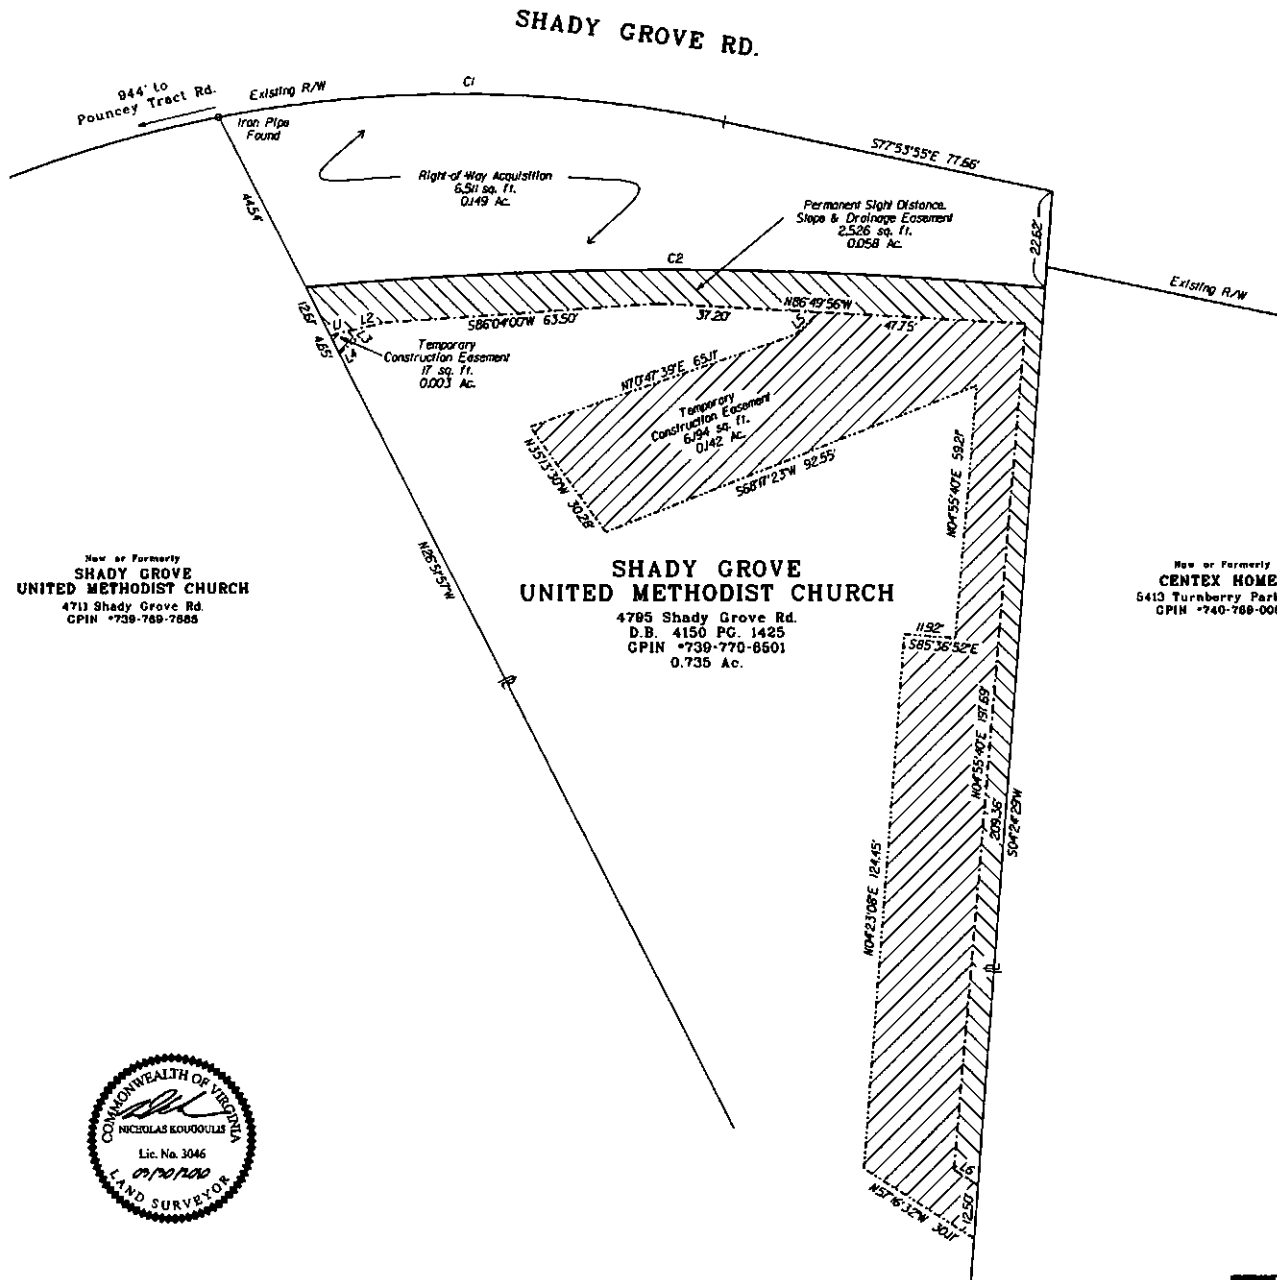 SHADY GROVE RD.
944' to
Pouncey Tract Rd.
Existing R/W
C1
Iron Pipe
Found
S77°53'55"E 77.66'
44.54'
Right-of-Way Acquisition
6,511 sq. ft.
0.149 Ac.
Permanent Sight Distance,
Slope & Drainage Easement
2,526 sq. ft.
0.058 Ac.
22.62'
C2
Existing R/W
12.61'
L1
L2
L3
L4
4.65'
S86°04'00"W 63.50'
37.20'
N86°49'56"W
L5
47.75'
Temporary
Construction Easement
17 sq. ft.
0.003 Ac.
N70°47'39"E 65.11'
Temporary
Construction Easement
6,194 sq. ft.
0.142 Ac.
N35°13'30"W 30.28'
S68°17'23"W 92.55'
N04°55'40"E 59.21'
N26°51'57"W
Now or Formerly
SHADY GROVE
UNITED METHODIST CHURCH
4711 Shady Grove Rd.
GPIN *739-769-7685
SHADY GROVE
UNITED METHODIST CHURCH
4795 Shady Grove Rd.
D.B. 4150 PG. 1425
GPIN *739-770-6501
0.735 Ac.
Now or Formerly
CENTEX HOME
5413 Turnberry Park
GPIN *740-769-00
11.92'
S85°36'52"E
N04°55'40"E 197.69'
209.36'
S04°24'29"W
N04°23'08"E 124.45'
L6
12.50'
N57°16'32"W 30.11'
COMMONWEALTH OF VIRGINIA
NICHOLAS KOUGOULIS
Lic. No. 3046
LAND SURVEYOR